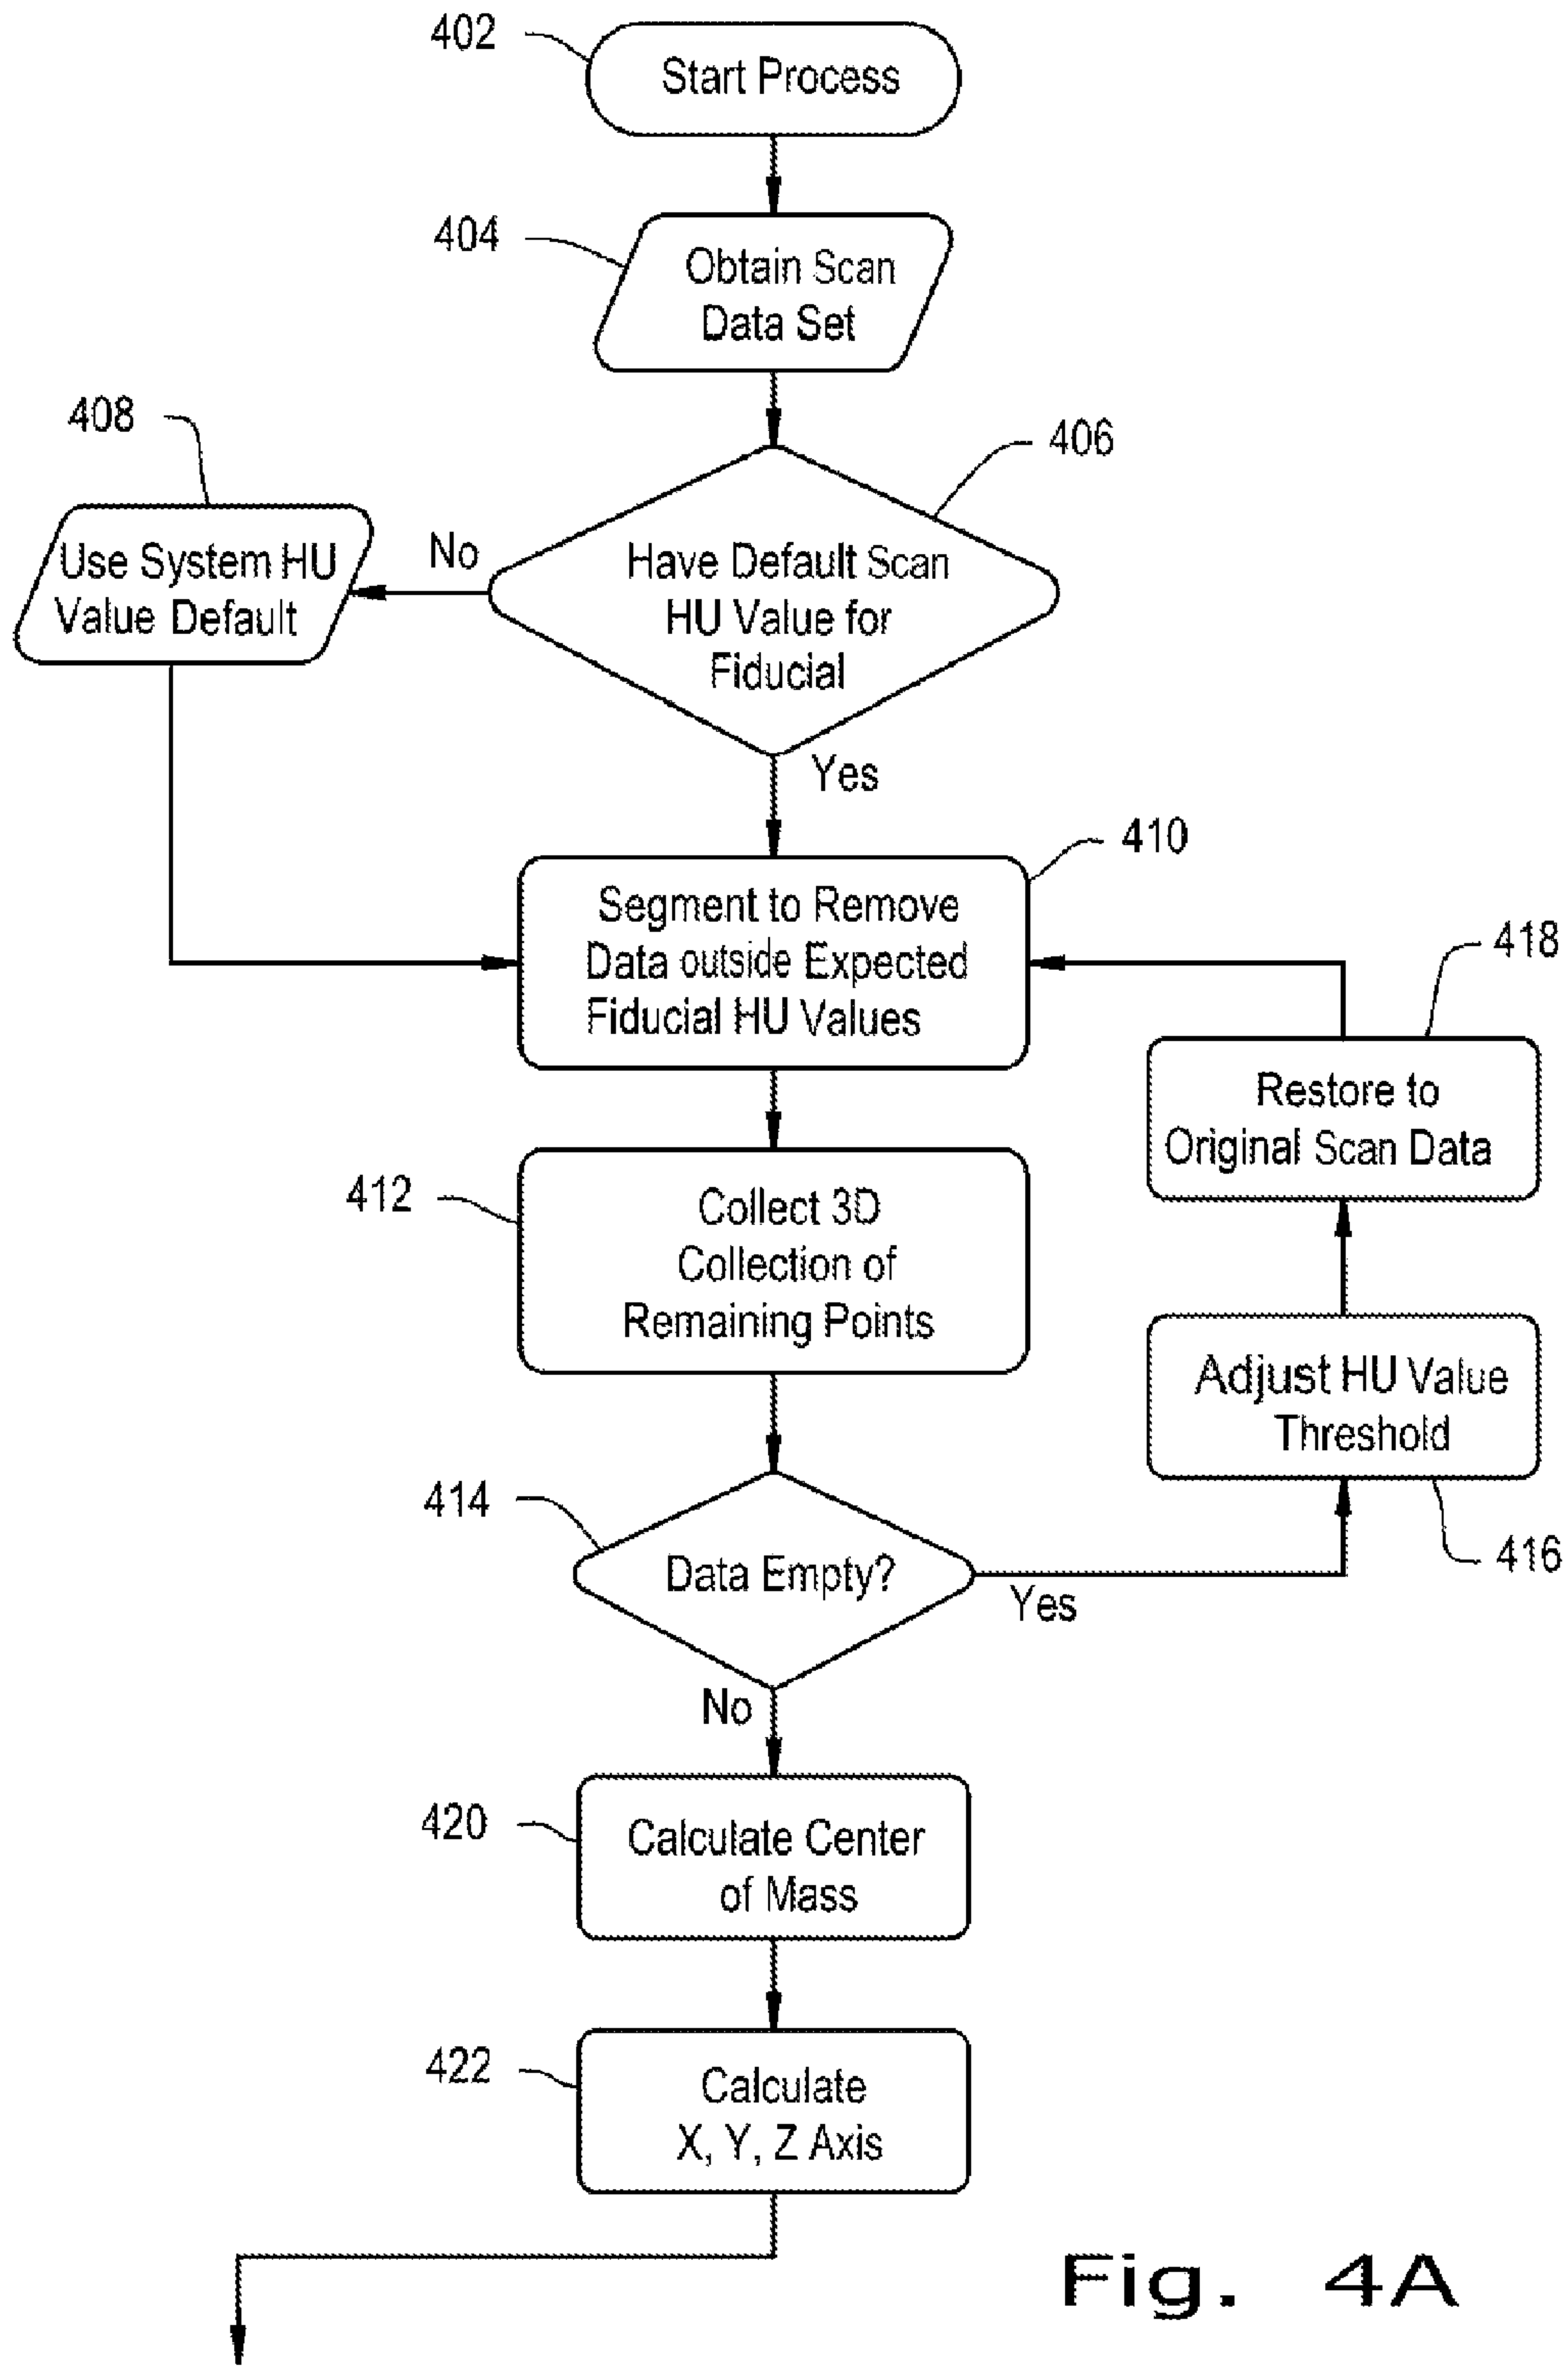 402
Start Process
404
Obtain Scan
Data Set
406
Have Default Scan
HU Value for
Fiducial
No
408
Use System HU
Value Default
Yes
410
Segment to Remove
Data outside Expected
Fiducial HU Values
418
Restore to
Original Scan Data
412
Collect 3D
Collection of
Remaining Points
Adjust HU Value
Threshold
416
414
Data Empty?
Yes
No
420
Calculate Center
of Mass
422
Calculate
X, Y, Z Axis
Fig. 4A